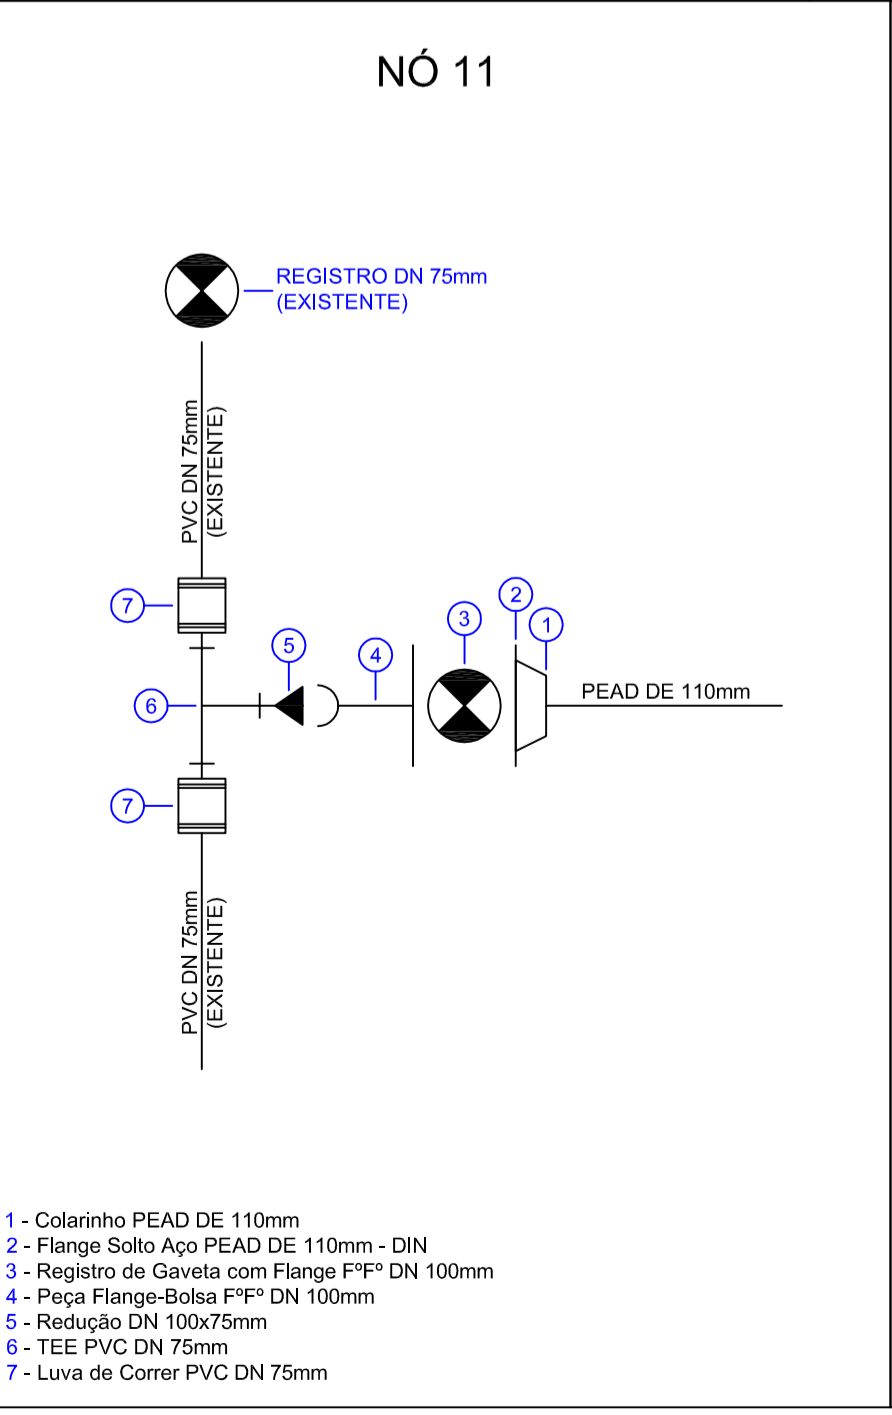 NÓ 11
REGISTRO DN 75mm
(EXISTENTE)
PVC DN 75mm
(EXISTENTE)
7
2
3
1
5
4
PEAD DE 110mm
6
7
PVC DN 75mm
(EXISTENTE)
1 - Colarinho PEAD DE 110mm
2 - Flange Solto Aço PEAD DE 110mm - DIN
3 - Registro de Gaveta com Flange FºFº DN 100mm
4 - Peça Flange-Bolsa FºFº DN 100mm
5 - Redução DN 100x75mm
6 - TEE PVC DN 75mm
7 - Luva de Correr PVC DN 75mm